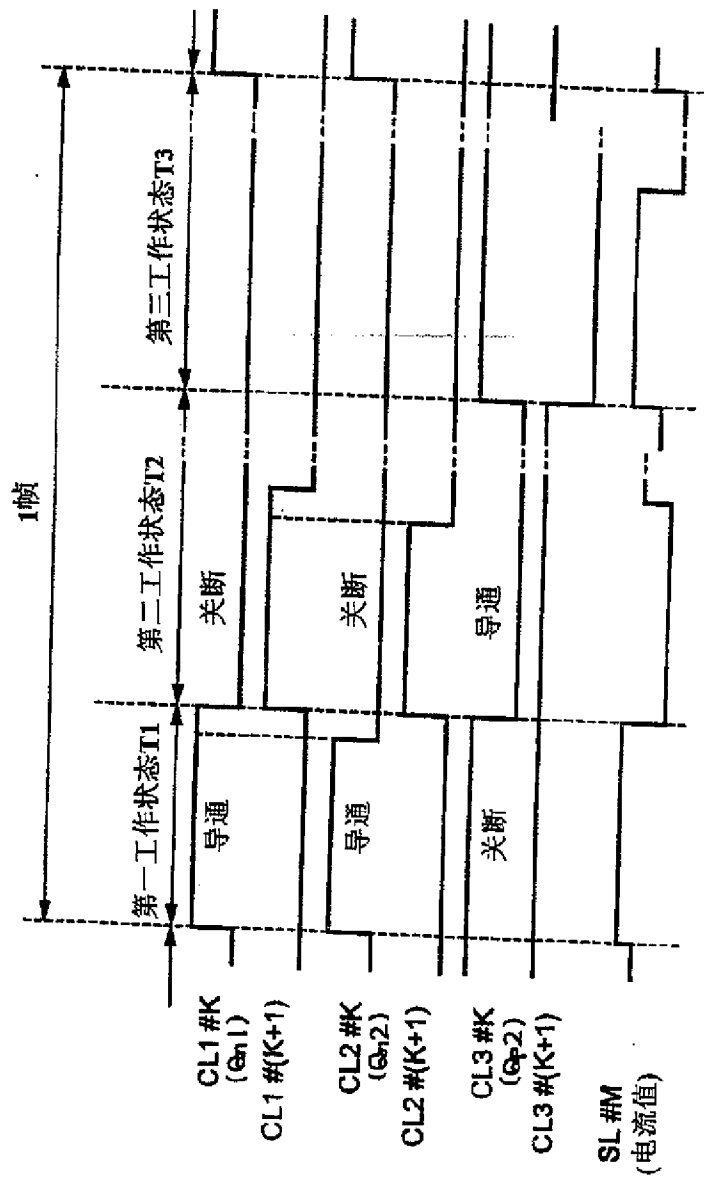 1帧
第一工作状态T1
第二工作状态T2
第三工作状态T3
CL1 #K
(Qn1)
导通
关断
CL1 #(K+1)
CL2 #K
(Qn2)
导通
关断
CL2 #(K+1)
CL3 #K
(Qp2)
关断
导通
CL3 #(K+1)
SL #M
(电流值)